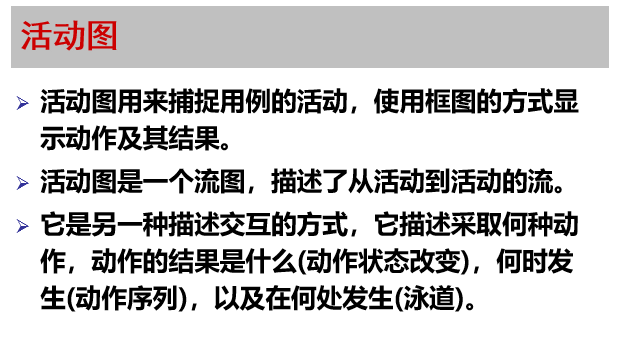 活动图
活动图用来捕捉用例的活动，使用框图的方式显
示动作及其结果。
活动图是一个流图，描述了从活动到活动的流。
它是另一种描述交互的方式，它描述采取何种动
作，动作的结果是什么(动作状态改变)，何时发
生(动作序列)，以及在何处发生(泳道)。